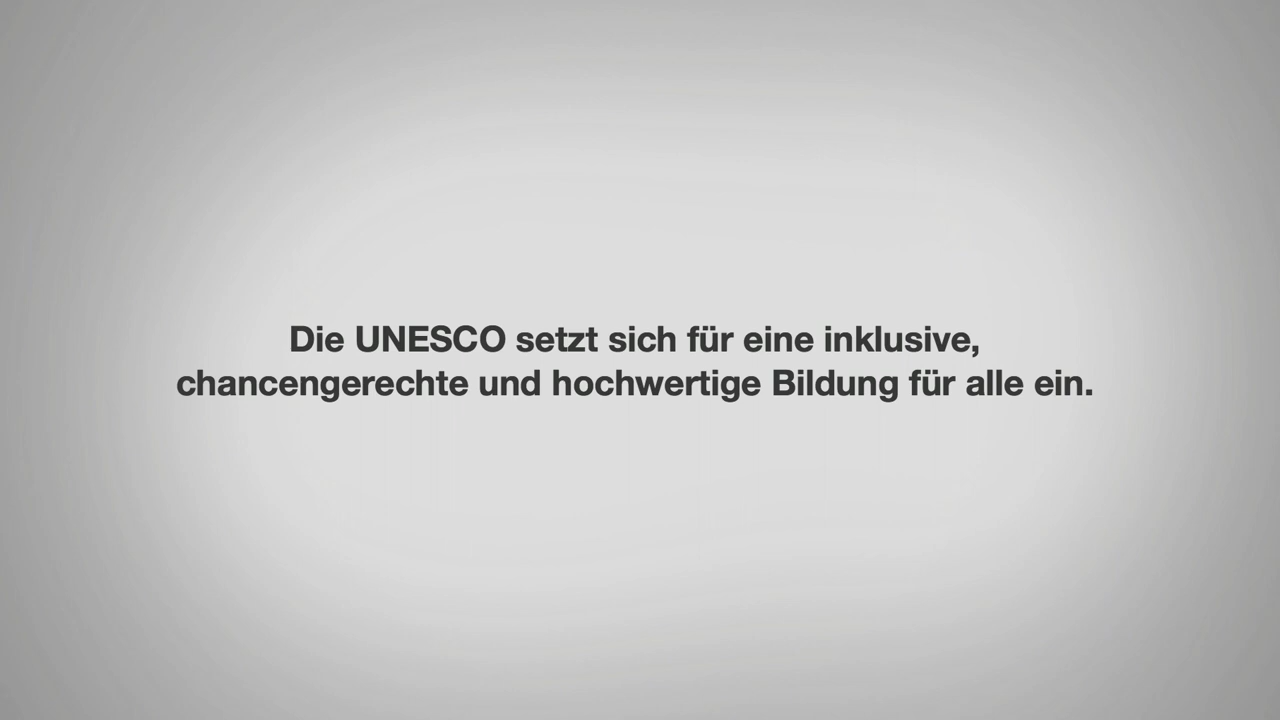 Die UNESCO setzt sich für eine inklusive,
chancengerechte und hochwertige Bildung für alle ein.